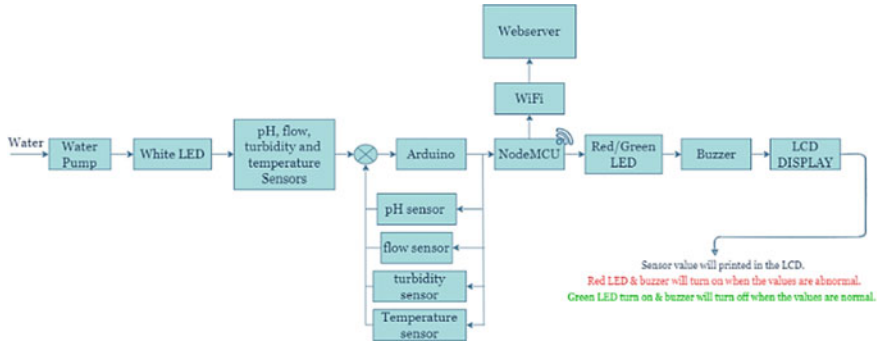 Webserver
WiFi
Water
Water
Pump
White LED
pH, flow,
turbidity and
temperature
Sensors
Arduino
NodeMCU
Red/Green
LED
Buzzer
LCD
DISPLAY
pH sensor
flow sensor
turbidity
sensor
Temperature
sensor
Sensor value will printed in the LCD.
Red LED & buzzer will turn on when the values are abnormal.
Green LED turn on & buzzer will turn off when the values are normal.